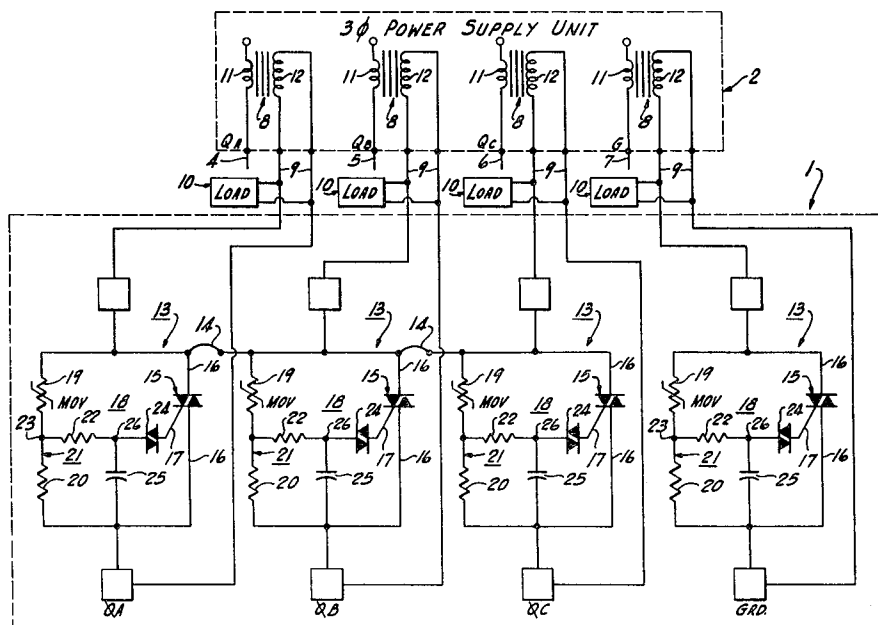 3φ POWER SUPPLY UNIT
11 12 11 12 11 12 11 12
8 8 8 8
2
QA QB QC G
4 9 5 9 6 9 7 9
10 LOAD 10 LOAD 10 LOAD 10 LOAD
1
13 14 13 14 13 13
16 16 16 16
19 15 19 15 19 15 19 15
MOV 18 24 MOV 18 24 MOV 18 24 MOV 18 24
22 26 22 26 22 26 22 26
23 17 17 17 23 17
21 16 21 16 21 16 21 16
20 25 20 25 20 25 20 25
QA QB QC GRD.